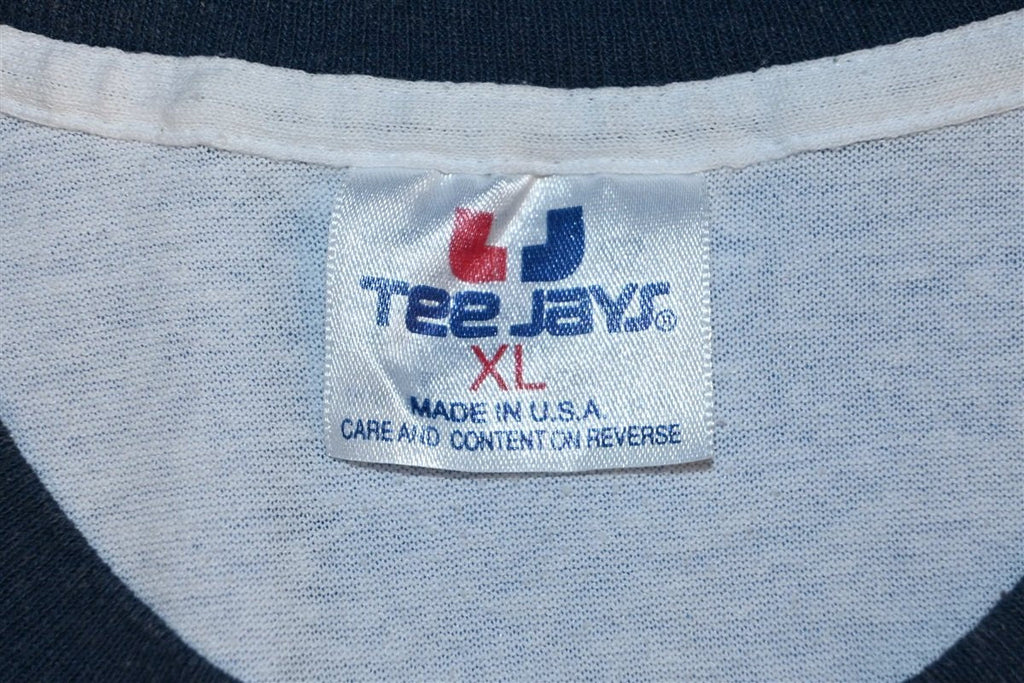 Tee Jays®
XL
MADE IN U.S.A.
CARE AND CONTENT ON REVERSE